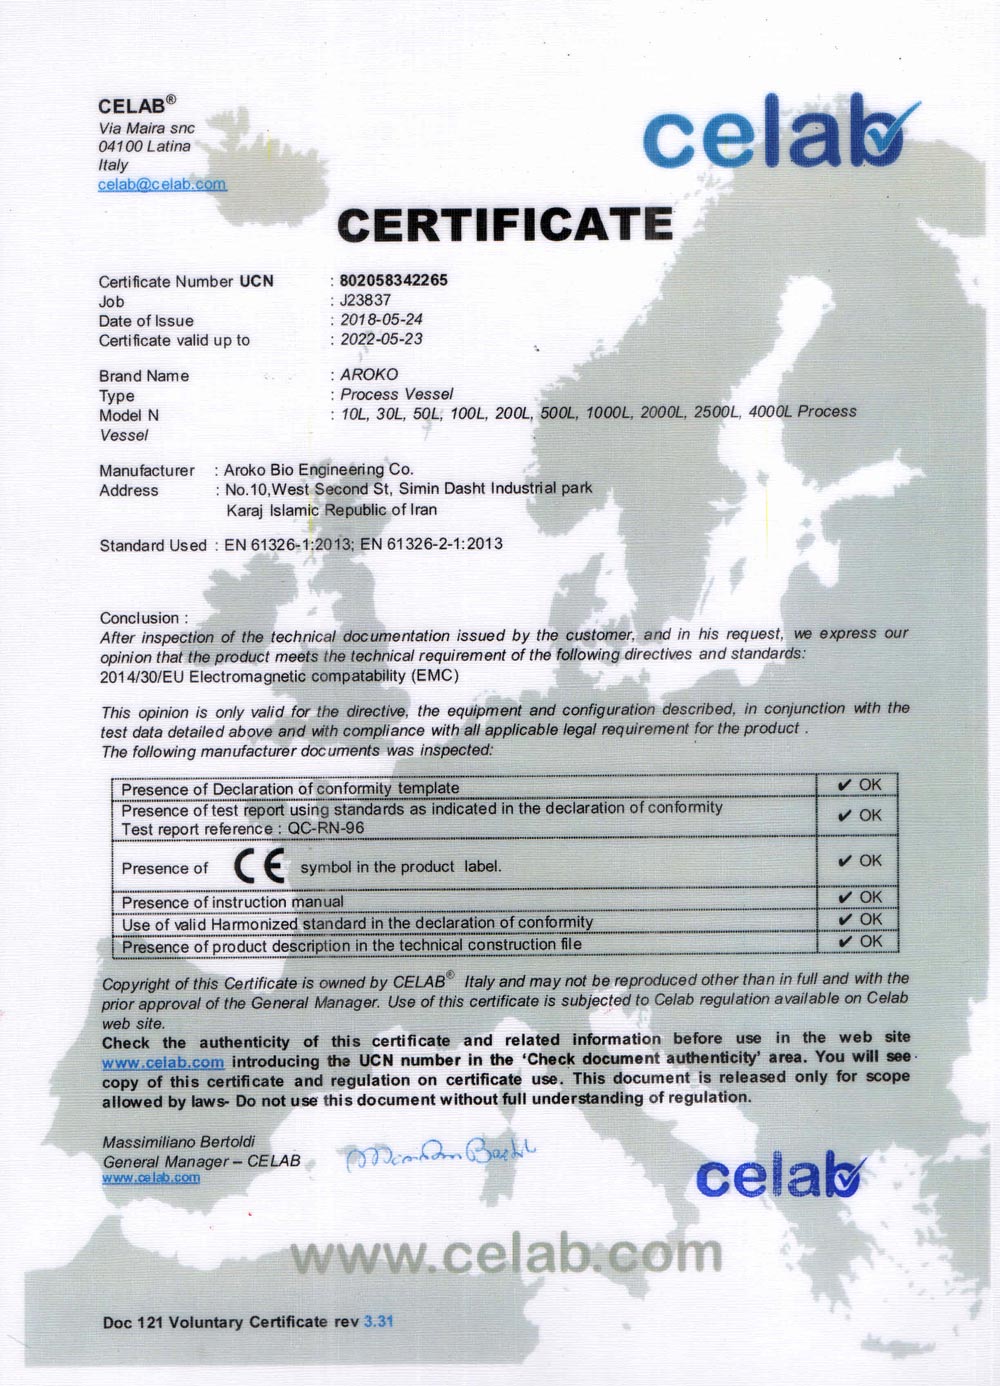 CELAB®
Via Maira snc
04100 Latina
Italy
celab@celab.com
celab
CERTIFICATE
Certificate Number UCN : 802058342265
Job : J23837
Date of Issue : 2018-05-24
Certificate valid up to : 2022-05-23
Brand Name : AROKO
Type : Process Vessel
Model N : 10L, 30L, 50L, 100L, 200L, 500L, 1000L, 2000L, 2500L, 4000L Process
Vessel
Manufacturer : Aroko Bio Engineering Co.
Address : No.10,West Second St, Simin Dasht Industrial park
Karaj Islamic Republic of Iran
Standard Used : EN 61326-1:2013; EN 61326-2-1:2013
Conclusion :
After inspection of the technical documentation issued by the customer, and in his request, we express our
opinion that the product meets the technical requirement of the following directives and standards:
2014/30/EU Electromagnetic compatability (EMC)
This opinion is only valid for the directive, the equipment and configuration described, in conjunction with the
test data detailed above and with compliance with all applicable legal requirement for the product .
The following manufacturer documents was inspected:
Presence of Declaration of conformity template ✔ OK
Presence of test report using standards as indicated in the declaration of conformity
Test report reference : QC-RN-96 ✔ OK
Presence of CE symbol in the product label. ✔ OK
Presence of instruction manual ✔ OK
Use of valid Harmonized standard in the declaration of conformity ✔ OK
Presence of product description in the technical construction file ✔ OK
Copyright of this Certificate is owned by CELAB® Italy and may not be reproduced other than in full and with the
prior approval of the General Manager. Use of this certificate is subjected to Celab regulation available on Celab
web site.
Check the authenticity of this certificate and related information before use in the web site
www.celab.com introducing the UCN number in the ‘Check document authenticity’ area. You will see
copy of this certificate and regulation on certificate use. This document is released only for scope
allowed by laws- Do not use this document without full understanding of regulation.
Massimiliano Bertoldi
General Manager – CELAB
www.celab.com
celab
www.celab.com
Doc 121 Voluntary Certificate rev 3.31